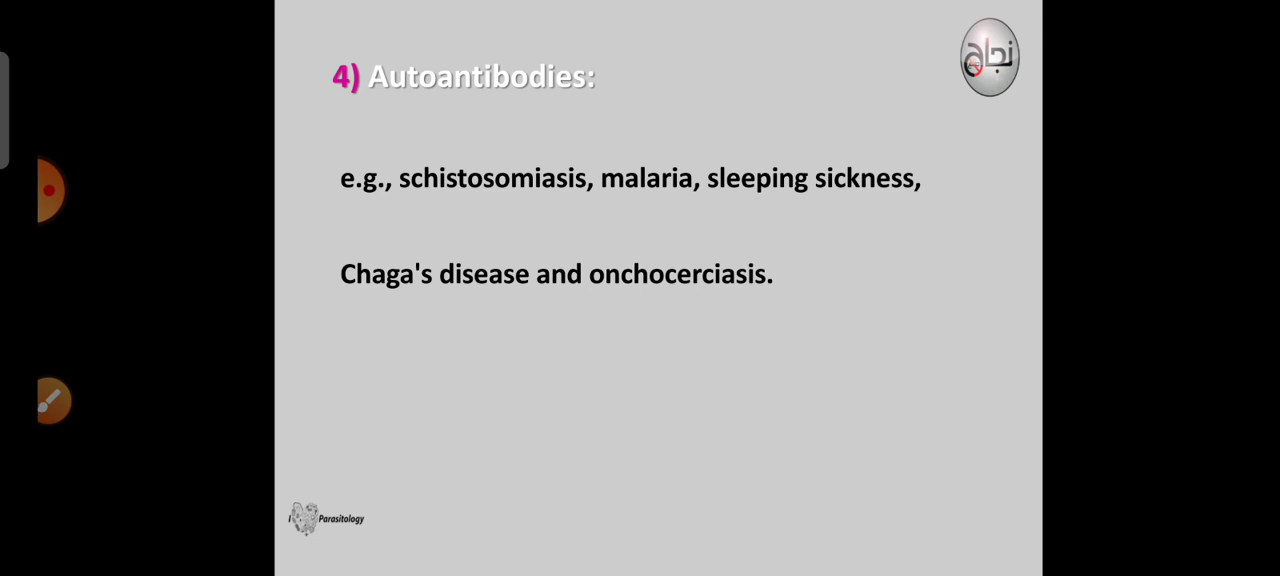 4) Autoantibodies:
e.g., schistosomiasis, malaria, sleeping sickness,
Chaga's disease and onchocerciasis.
I Parasitology